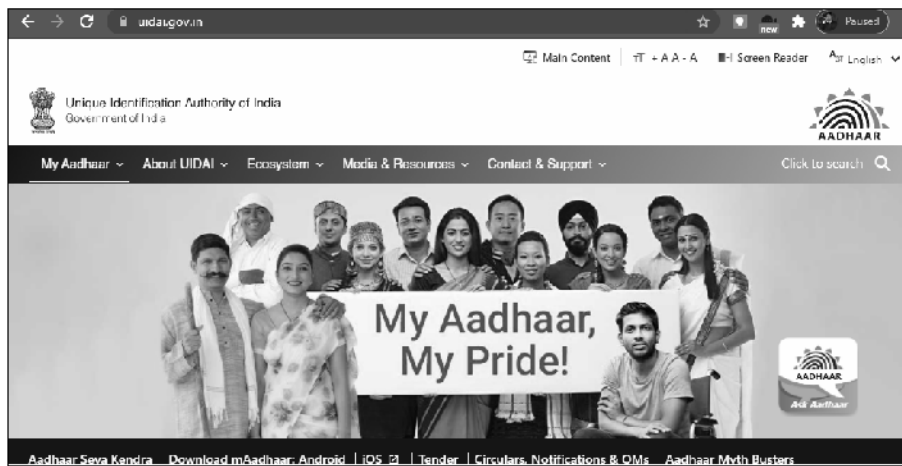 uidai.gov.in
new
Paused
Main Content
TT + A A - A
Screen Reader
English
Unique Identification Authority of India
Government of India
AADHAAR
My Aadhaar
About UIDAI
Ecosystem
Media & Resources
Contact & Support
Click to search
My Aadhaar,
My Pride!
AADHAAR
Ask Aadhaar
Aadhaar Seva Kendra Download mAadhaar: Android | iOS | Tender | Circulars, Notifications & OMs Aadhaar Myth Busters